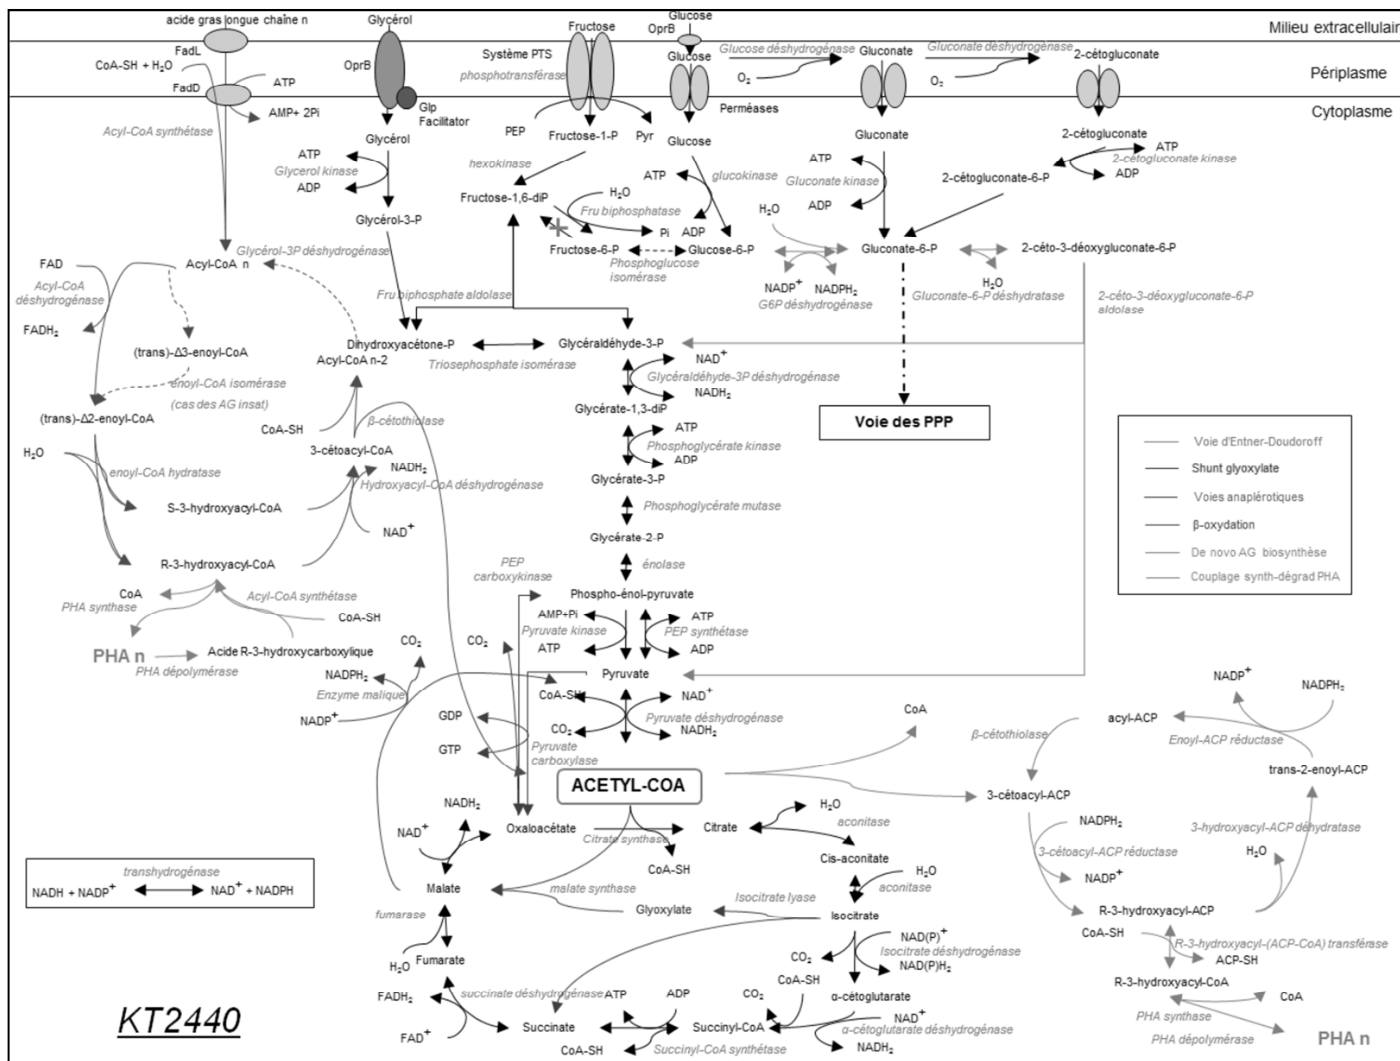 acide gras longue chaîne n
Glycérol
Fructose
Glucose
Milieu extracellulair
FadL
CoA-SH + H₂O
FadD
ATP
AMP+ 2Pi
Acyl-CoA synthétase
OprB
Glp
Facilitator
Système PTS
phosphotransférase
OprB
Glucose
Glucose déshydrogénase
O₂
Gluconate
Gluconate déshydrogénase
O₂
2-cétogluconate
Périplasme
Perméases
Cytoplasme
Glycérol
ATP
Glycerol kinase
ADP
Glycérol-3-P
Glycérol-3P déshydrogénase
PEP
Fructose-1-P
Pyr
hexokinase
Fructose-1,6-diP
H₂O
Fru biphosphatase
Pi
Fructose-6-P
Glucose
ATP
glucokinase
ADP
Glucose-6-P
Phosphoglucose
isomérase
Gluconate
ATP
Gluconate kinase
ADP
H₂O
Gluconate-6-P
NADP⁺
NADPH₂
G6P déshydrogénase
2-cétogluconate
ATP
2-cétogluconate kinase
ADP
2-cétogluconate-6-P
2-céto-3-déoxygluconate-6-P
H₂O
Gluconate-6-P déshydratase
2-céto-3-déoxygluconate-6-P
aldolase
FAD
Acyl-CoA
déshydrogénase
FADH₂
Acyl-CoA n
(trans)-Δ3-enoyl-CoA
enoyl-CoA isomérase
(cas des AG insat)
(trans)-Δ2-enoyl-CoA
H₂O
enoyl-CoA hydratase
S-3-hydroxyacyl-CoA
R-3-hydroxyacyl-CoA
Fru biphosphate aldolase
Dihydroxyacétone-P
Acyl-CoA n-2
Triosephosphate isomérase
Glycéraldéhyde-3-P
CoA-SH
β-cétothiolase
3-cétoacyl-CoA
NADH₂
Hydroxyacyl-CoA déshydrogénase
NAD⁺
NAD⁺
Glycéraldéhyde-3P déshydrogénase
NADH₂
Glycérate-1,3-diP
ATP
Phosphoglycérate kinase
ADP
Glycérate-3-P
Phosphoglycérate mutase
Glycérate-2-P
énolase
Phospho-énol-pyruvate
Voie des PPP
Voie d'Entner-Doudoroff
Shunt glyoxylate
Voies anaplérotiques
β-oxydation
De novo AG biosynthèse
Couplage synth-dégrad PHA
CoA
PHA synthase
Acyl-CoA synthétase
CoA-SH
PHA n
PHA dépolymérase
Acide R-3-hydroxycarboxylique
PEP
carboxykinase
AMP+Pi
Pyruvate kinase
ATP
ATP
PEP synthétase
ADP
CO₂
CO₂
NADPH₂
Enzyme malique
NADP⁺
Pyruvate
CoA-SH
NAD⁺
Pyruvate déshydrogénase
CO₂
NADH₂
GDP
GTP
Pyruvate
carboxylase
ACETYL-COA
CoA
β-cétothiolase
3-cétoacyl-ACP
acyl-ACP
NADP⁺
NADPH₂
Enoyl-ACP réductase
trans-2-enoyl-ACP
NADPH₂
3-cétoacyl-ACP réductase
NADP⁺
3-hydroxyacyl-ACP déhydratase
H₂O
R-3-hydroxyacyl-ACP
CoA-SH
R-3-hydroxyacyl-(ACP-CoA) transférase
ACP-SH
R-3-hydroxyacyl-CoA
CoA
PHA synthase
PHA dépolymérase
PHA n
NADH₂
NAD⁺
Oxaloacétate
Citrate synthase
CoA-SH
Citrate
H₂O
aconitase
Cis-aconitate
H₂O
aconitase
Isocitrate
Isocitrate lyase
Glyoxylate
malate synthase
Malate
fumarase
H₂O
Fumarate
FADH₂
FAD⁺
succinate déshydrogénase
Succinate
ATP
ADP
CoA-SH
Succinyl-CoA synthétase
Succinyl-CoA
CO₂
CoA-SH
CO₂
NAD(P)⁺
Isocitrate déshydrogénase
NAD(P)H₂
α-cétoglutarate
NAD⁺
α-cétoglutarate déshydrogénase
NADH₂
transhydrogénase
NADH + NADP⁺
NAD⁺ + NADPH
KT2440